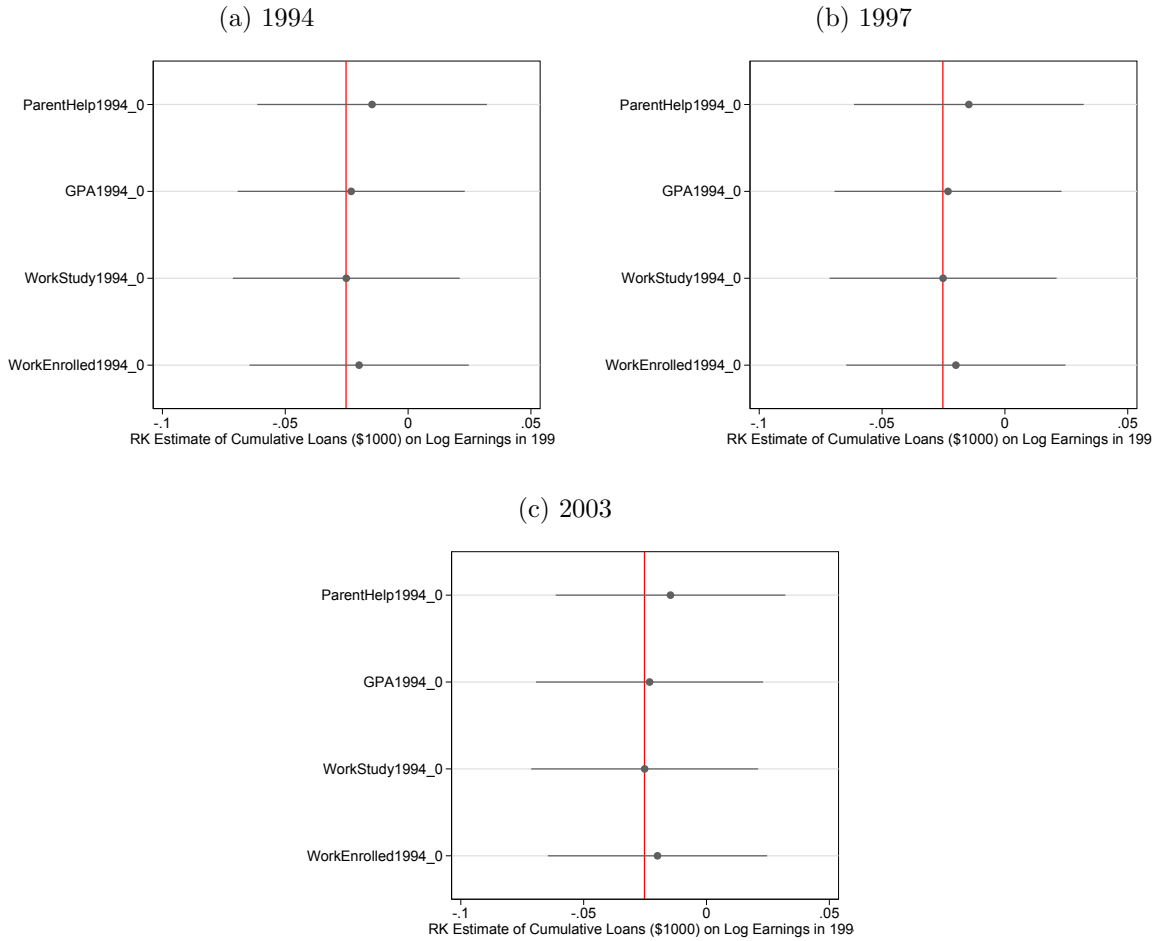 (a) 1994
ParentHelp1994_0
GPA1994_0
WorkStudy1994_0
WorkEnrolled1994_0
-.1 -.05 0 .05
RK Estimate of Cumulative Loans ($1000) on Log Earnings in 199
(b) 1997
ParentHelp1994_0
GPA1994_0
WorkStudy1994_0
WorkEnrolled1994_0
-.1 -.05 0 .05
RK Estimate of Cumulative Loans ($1000) on Log Earnings in 199
(c) 2003
ParentHelp1994_0
GPA1994_0
WorkStudy1994_0
WorkEnrolled1994_0
-.1 -.05 0 .05
RK Estimate of Cumulative Loans ($1000) on Log Earnings in 199